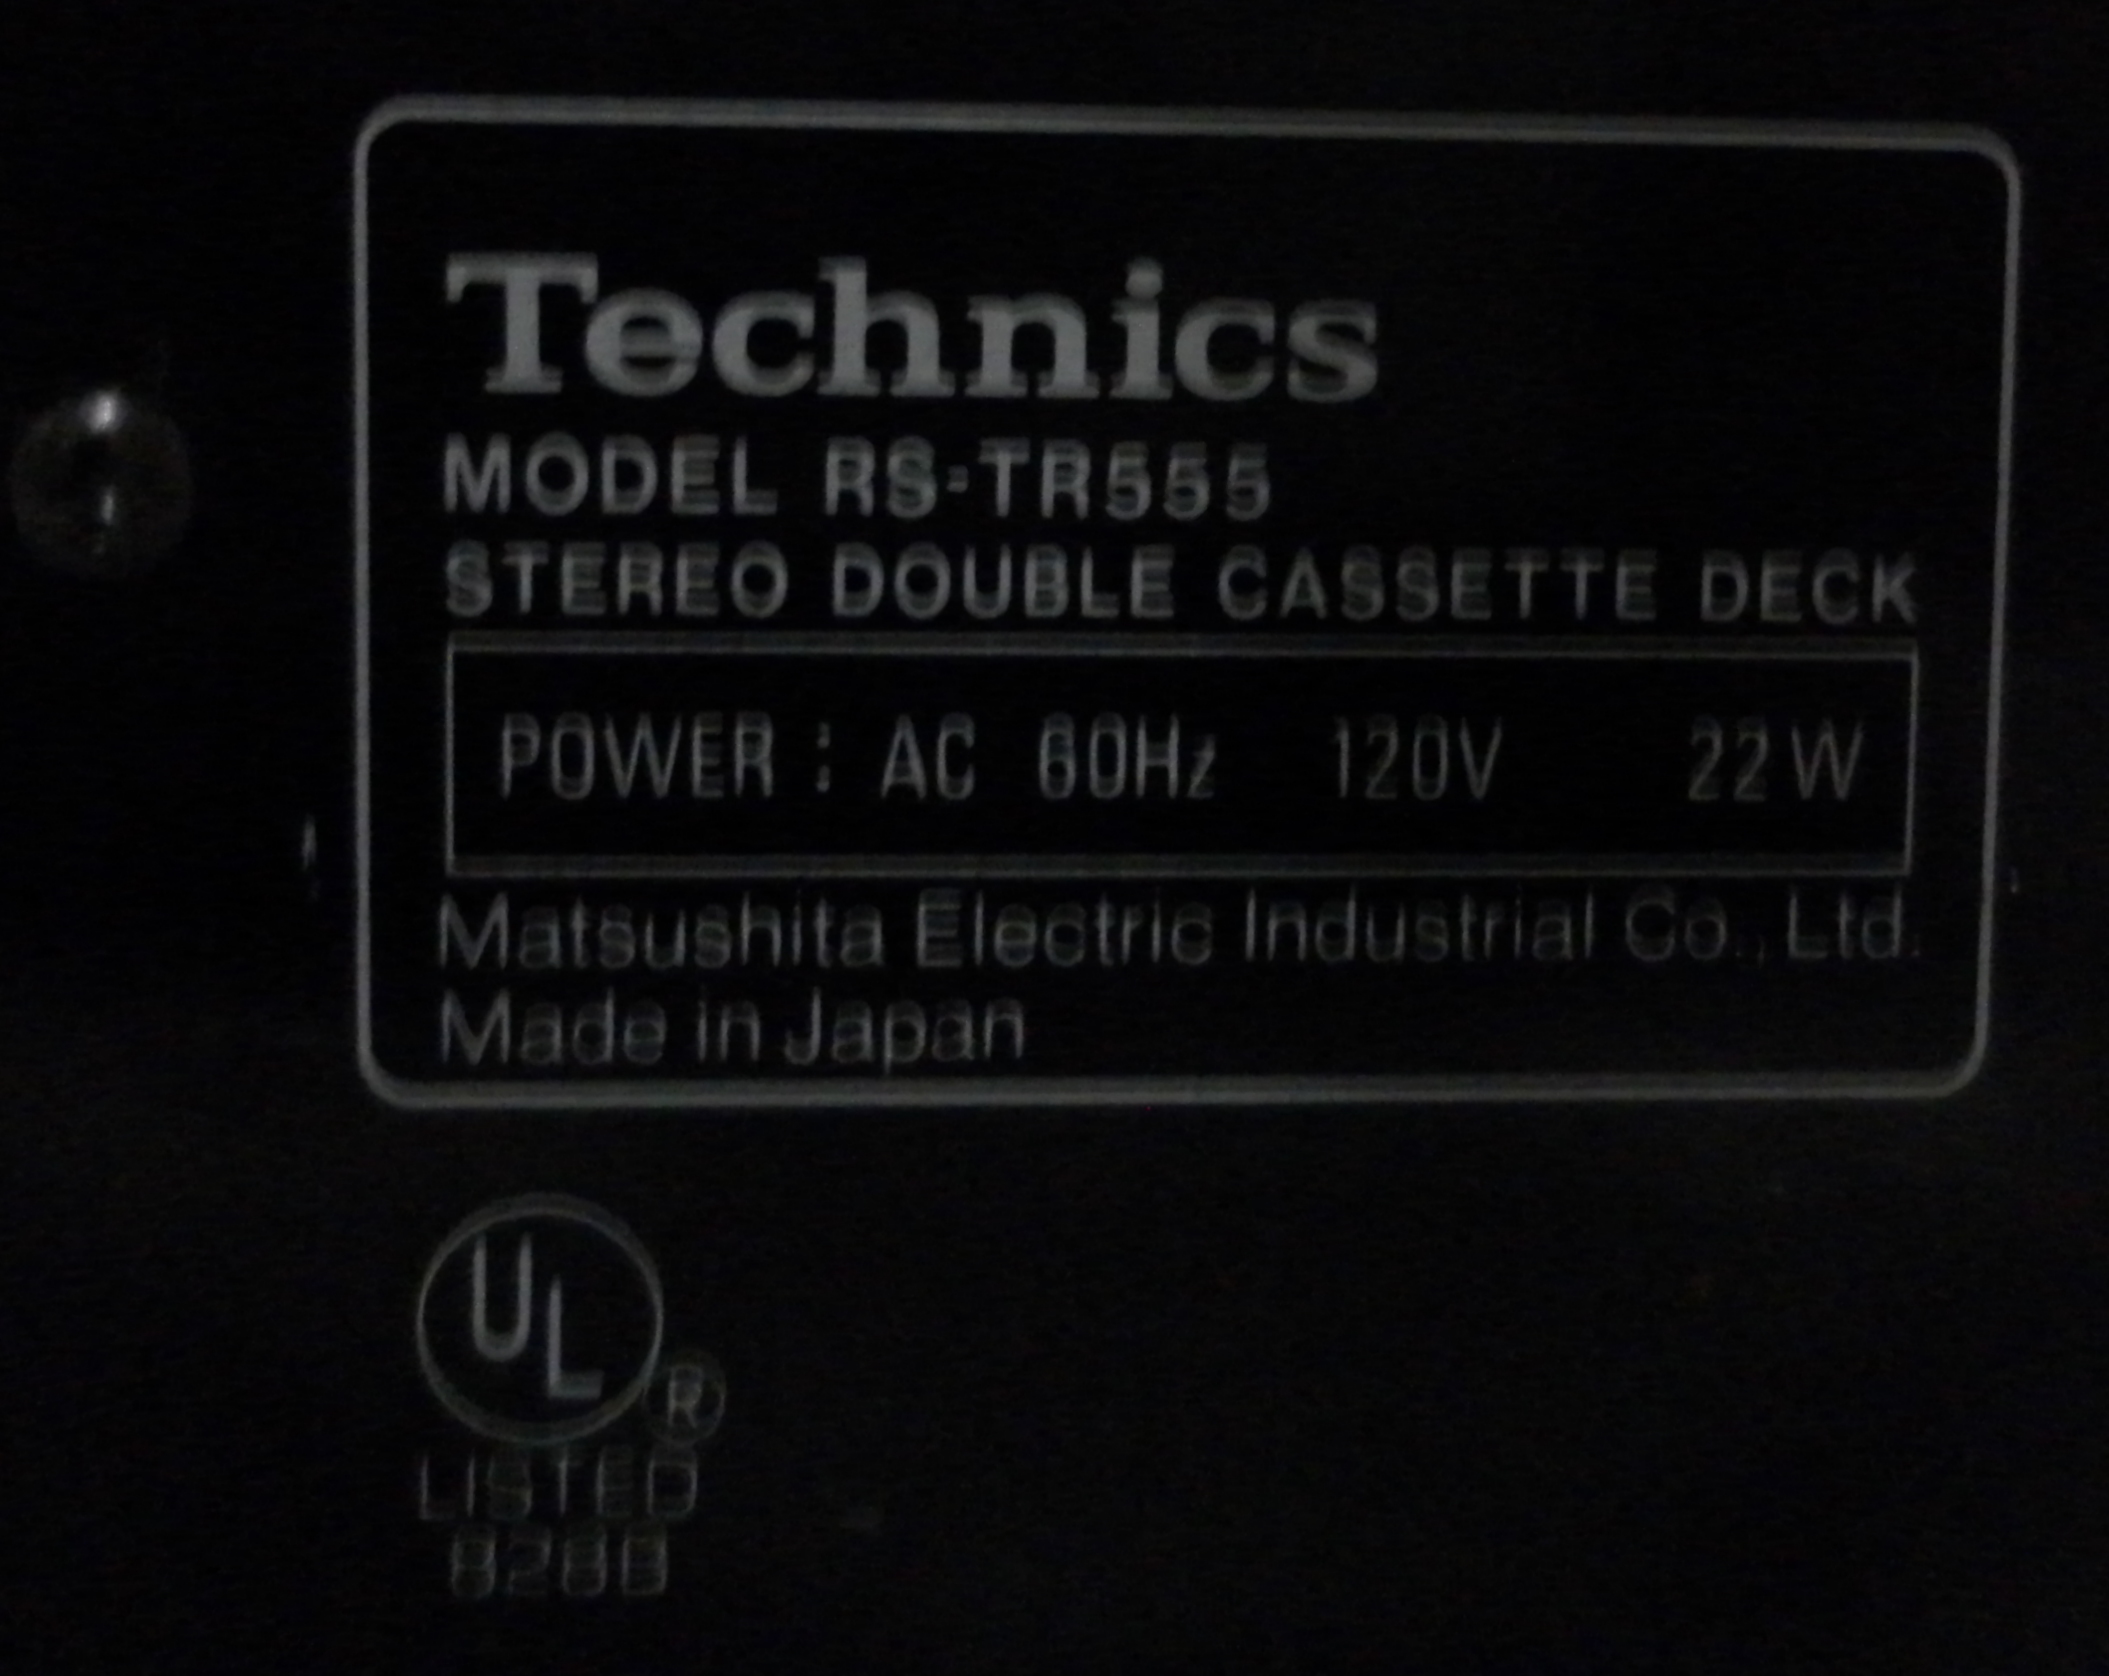 Technics
MODEL RS-TR555
STEREO DOUBLE CASSETTE DECK
POWER : AC 60Hz 120V 22W
Matsushita Electric Industrial Co., Ltd.
Made in Japan
UL ®
LISTED